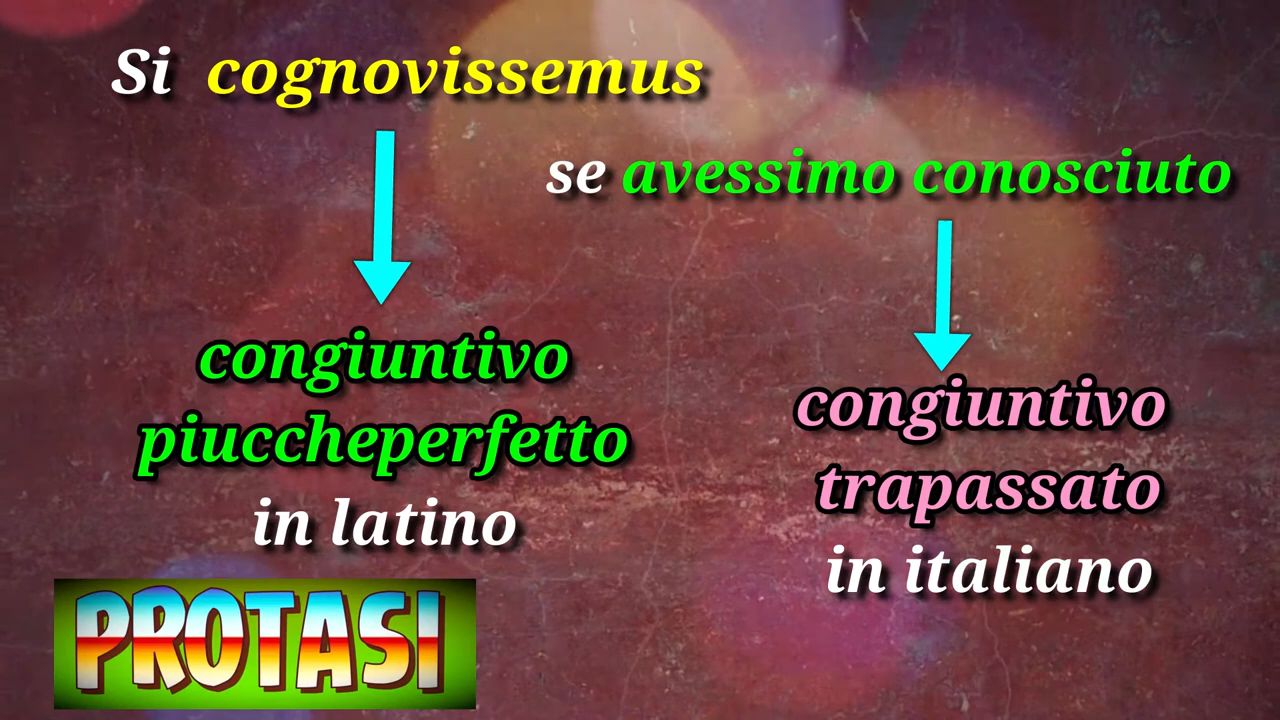 Si cognovissemus
se avessimo conosciuto
congiuntivo
piuccheperfetto
in latino
congiuntivo
trapassato
in italiano
PROTASI